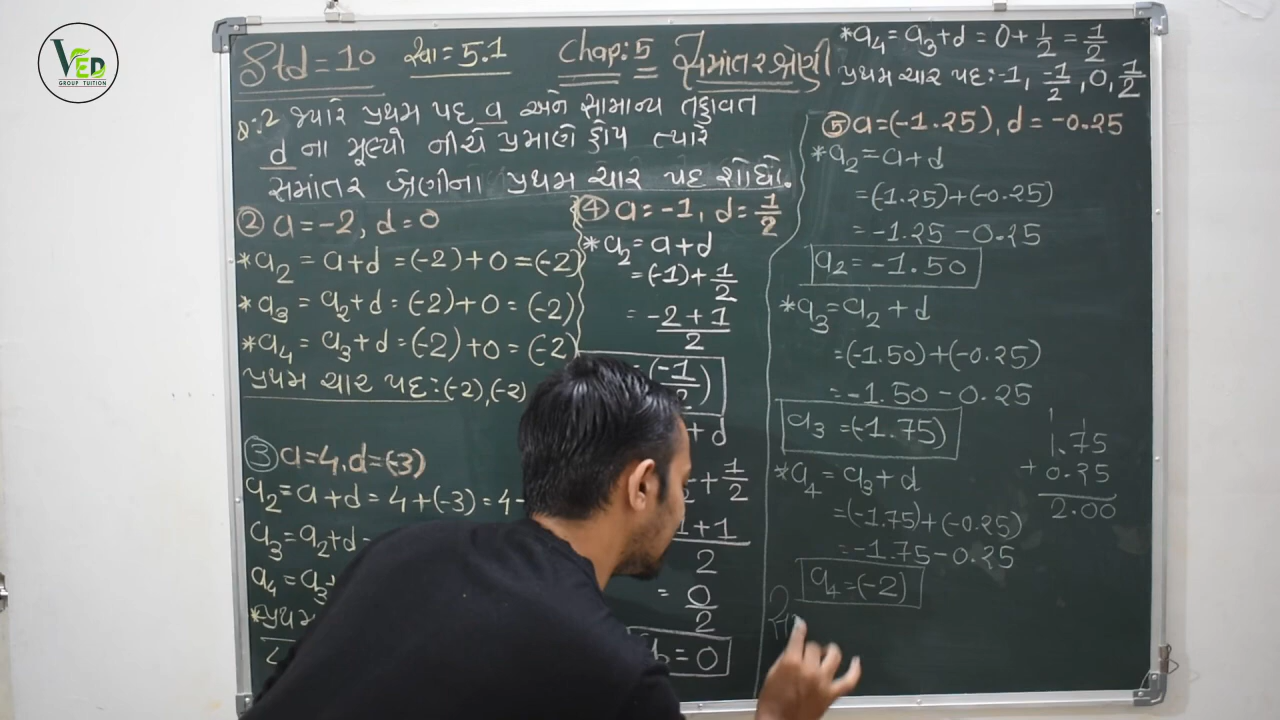 VED
GROUP TUITION
Std = 10 સ્વા = 5.1 Chap: 5 સમાંતર શ્રેણી
Q:2 જ્યારે પ્રથમ પદ a અને સામાન્ય તફાવત
d ના મૂલ્યો નીચે પ્રમાણે હોય ત્યારે
સમાંતર શ્રેણીના પ્રથમ ચાર પદ શોધો.
② a = -2, d = 0
* a₂ = a + d = (-2) + 0 = (-2)
* a₃ = a₂ + d = (-2) + 0 = (-2)
* a₄ = a₃ + d = (-2) + 0 = (-2)
પ્રથમ ચાર પદ : (-2), (-2)
③ a = 4, d = (-3)
a₂ = a + d = 4 + (-3) = 4 -
a₃ = a₂ + d =
a₄ = a₃
* પ્રથમ
④ a = -1, d = 1/2
* a₂ = a + d
= (-1) + 1/2
= -2 + 1 / 2
(-1/2)
+ d
+ 1/2
1 + 1 / 2
= 0/2
= 0
* a₄ = a₃ + d = 0 + 1/2 = 1/2
પ્રથમ ચાર પદ : -1, -1/2, 0, 1/2
⑤ a = (-1.25), d = -0.25
* a₂ = a + d
= (-1.25) + (-0.25)
= -1.25 - 0.25
a₂ = -1.50
* a₃ = a₂ + d
= (-1.50) + (-0.25)
= -1.50 - 0.25
a₃ = (-1.75)
* a₄ = a₃ + d
= (-1.75) + (-0.25)
= -1.75 - 0.25
a₄ = (-2)
1 1
1.75
+ 0.25
2.00